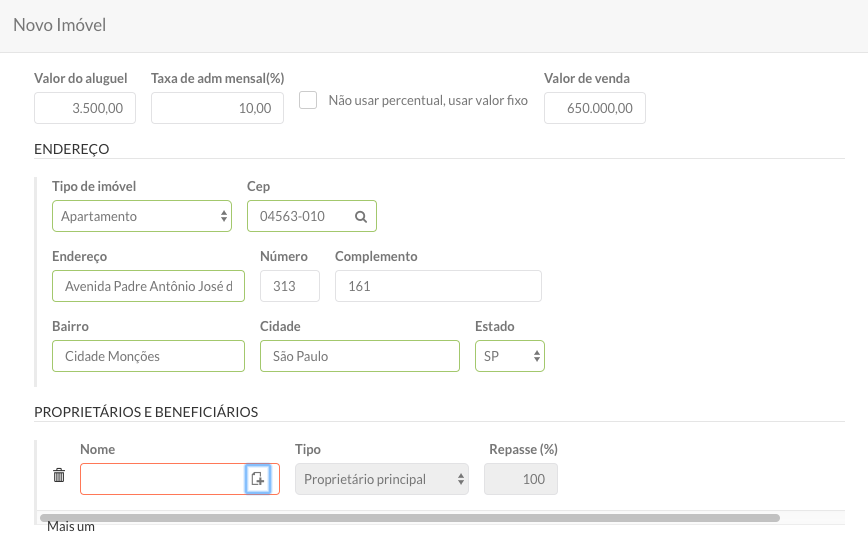 Novo Imóvel
Valor do aluguel Taxa de adm mensal(%) Valor de venda
3.500,00 10,00 Não usar percentual, usar valor fixo 650.000,00
ENDEREÇO
Tipo de imóvel Cep
Apartamento 04563-010
Endereço Número Complemento
Avenida Padre Antônio José d 313 161
Bairro Cidade Estado
Cidade Monções São Paulo SP
PROPRIETÁRIOS E BENEFICIÁRIOS
Nome Tipo Repasse (%)
Proprietário principal 100
Mais um